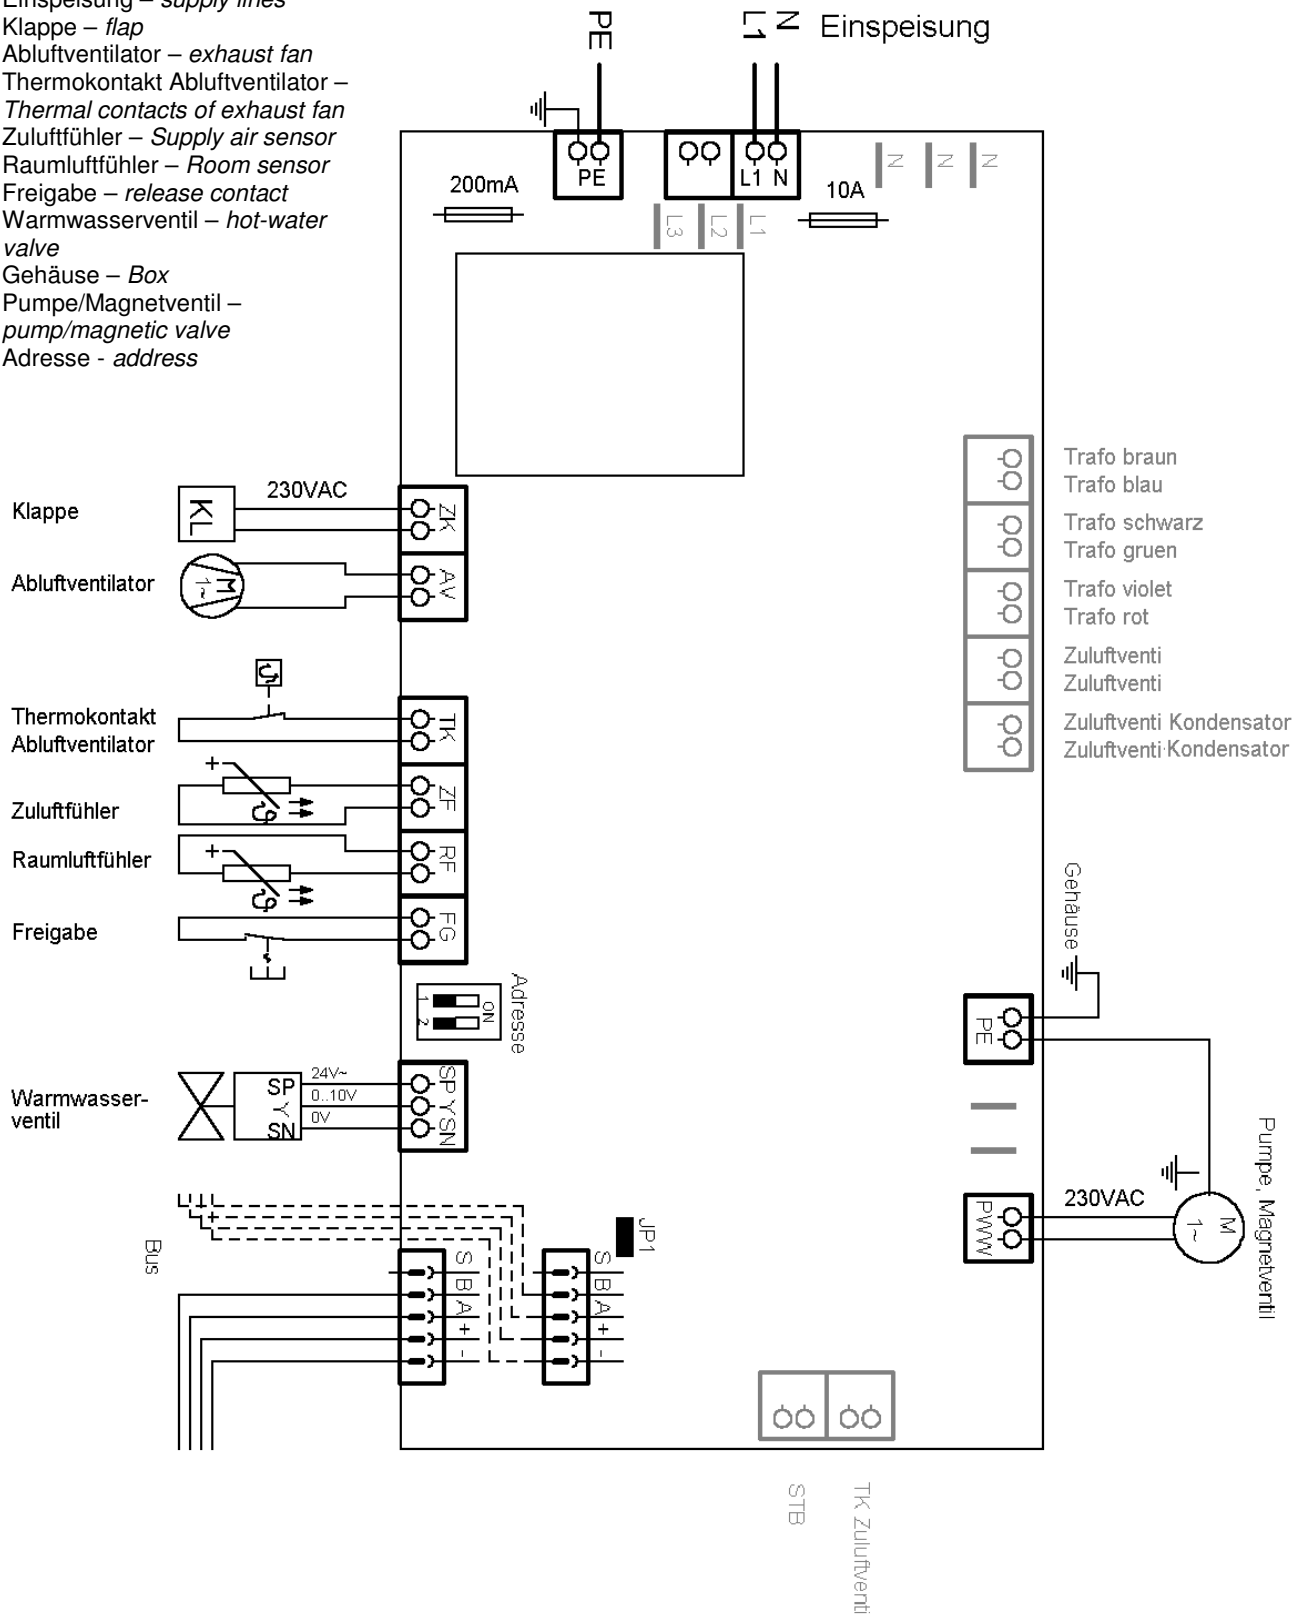 Einspeisung – supply lines
Klappe – flap
Abluftventilator – exhaust fan
Thermokontakt Abluftventilator –
Thermal contacts of exhaust fan
Zuluftfühler – Supply air sensor
Raumluftfühler – Room sensor
Freigabe – release contact
Warmwasserventil – hot-water
valve
Gehäuse – Box
Pumpe/Magnetventil –
pump/magnetic valve
Adresse - address
PE
L1
N
Einspeisung
PE
L1 N
200mA
10A
N
N
N
L3
L2
L1
Trafo braun
Trafo blau
Trafo schwarz
Trafo gruen
Trafo violet
Trafo rot
Zuluftventi
Zuluftventi
Zuluftventi Kondensator
Zuluftventi Kondensator
Klappe
KL
230VAC
ZK
Abluftventilator
M
1~
AV
Thermokontakt
Abluftventilator
TK
Zuluftfühler
+
ZF
Raumluftfühler
+
RF
Freigabe
FG
Adresse
ON
1
2
Gehäuse
PE
Warmwasser-
ventil
SP
Y
SN
24V~
0..10V
0V
SP Y SN
Pumpe, Magnetventil
230VAC
M
1~
PWW
Bus
S B A + -
JP1
S B A + -
STB
TK Zuluftventi